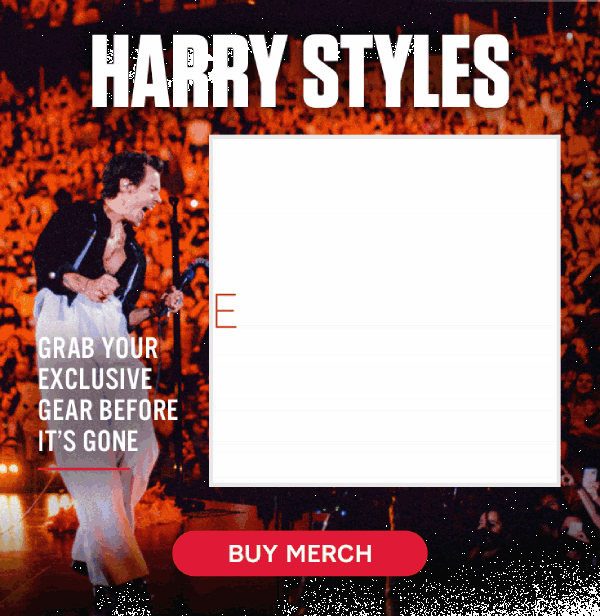 HARRY STYLES
E
GRAB YOUR
EXCLUSIVE
GEAR BEFORE
IT'S GONE
BUY MERCH